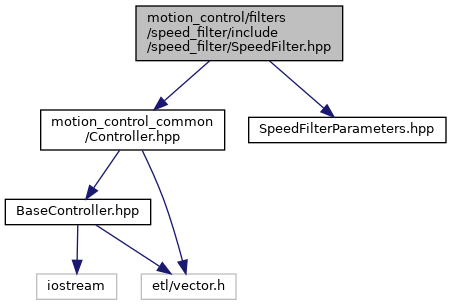 motion_control/filters
/speed_filter/include
/speed_filter/SpeedFilter.hpp
motion_control_common
/Controller.hpp
SpeedFilterParameters.hpp
BaseController.hpp
iostream
etl/vector.h